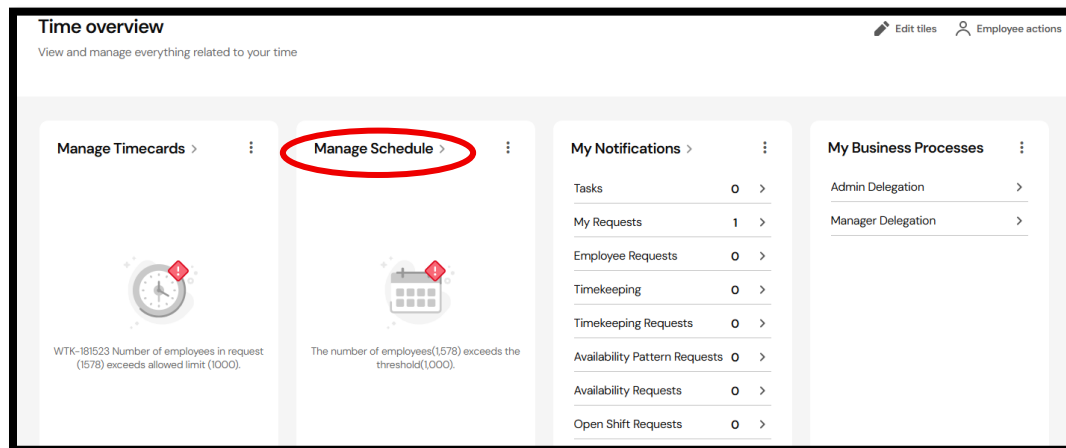 Time overview
Edit tiles
Employee actions
View and manage everything related to your time
Manage Timecards
WTK-181523 Number of employees in request
(1578) exceeds allowed limit (1000).
Manage Schedule
The number of employees(1,578) exceeds the
threshold(1,000).
My Notifications
Tasks 0
My Requests 1
Employee Requests 0
Timekeeping 0
Timekeeping Requests 0
Availability Pattern Requests 0
Availability Requests 0
Open Shift Requests 0
My Business Processes
Admin Delegation
Manager Delegation